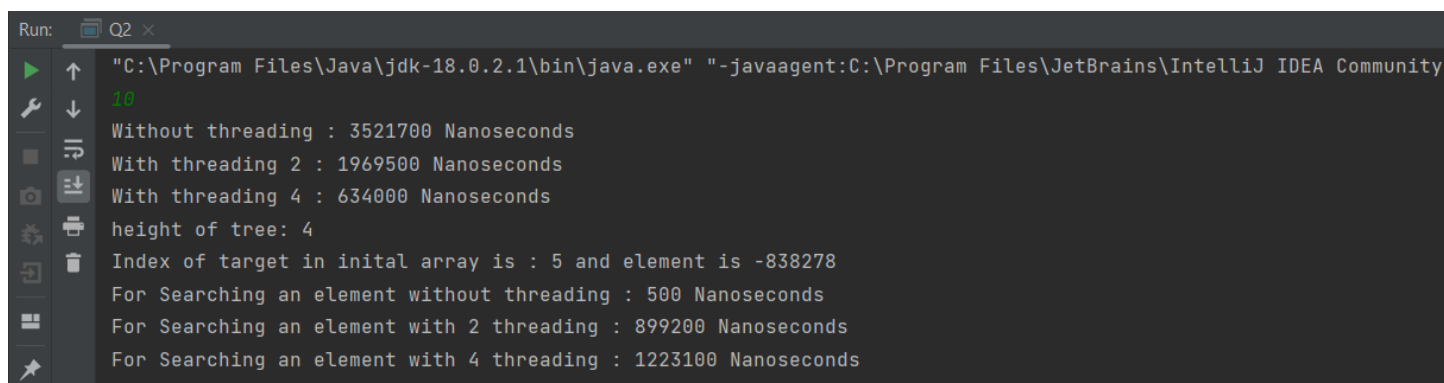 Run: Q2
"C:\Program Files\Java\jdk-18.0.2.1\bin\java.exe" "-javaagent:C:\Program Files\JetBrains\IntelliJ IDEA Community
10
Without threading : 3521700 Nanoseconds
With threading 2 : 1969500 Nanoseconds
With threading 4 : 634000 Nanoseconds
height of tree: 4
Index of target in inital array is : 5 and element is -838278
For Searching an element without threading : 500 Nanoseconds
For Searching an element with 2 threading : 899200 Nanoseconds
For Searching an element with 4 threading : 1223100 Nanoseconds